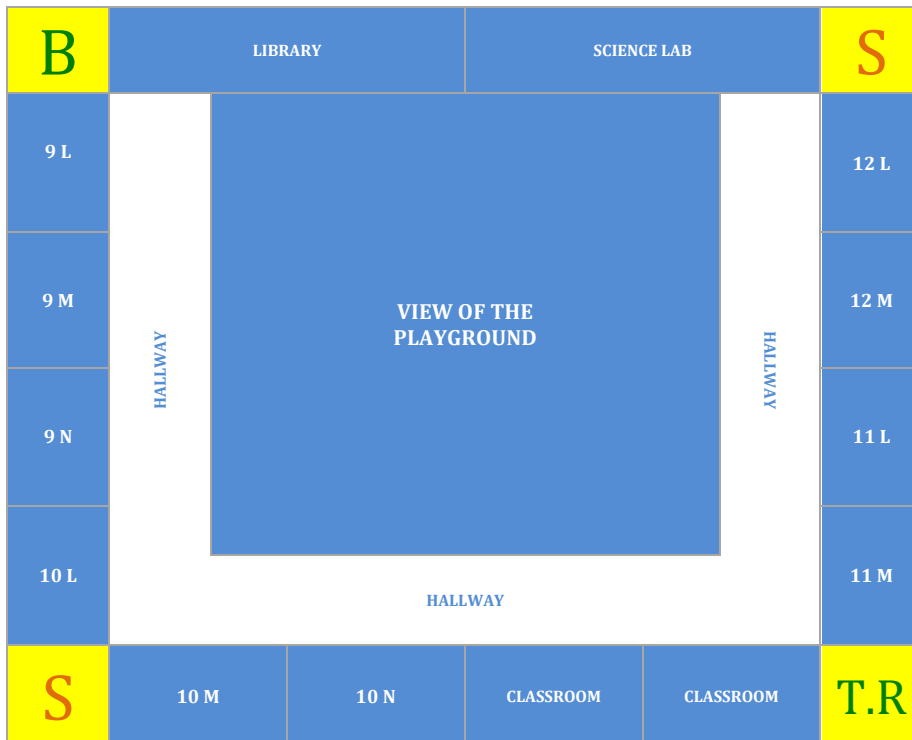 B
LIBRARY
SCIENCE LAB
S
9 L
12 L
9 M
VIEW OF THE
PLAYGROUND
12 M
HALLWAY
HALLWAY
9 N
11 L
10 L
HALLWAY
11 M
S
10 M
10 N
CLASSROOM
CLASSROOM
T.R